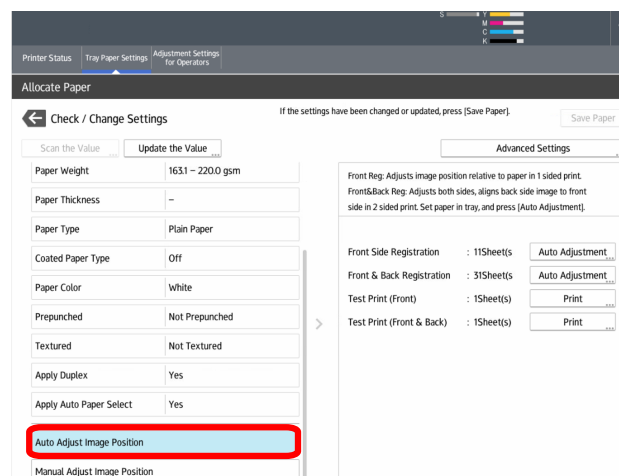 S Y
M
C
K
Printer Status Tray Paper Settings Adjustment Settings
for Operators
Allocate Paper
Check / Change Settings If the settings have been changed or updated, press [Save Paper]. Save Paper
Scan the Value ... Update the Value ... Advanced Settings
Paper Weight 163.1 – 220.0 gsm
Paper Thickness –
Paper Type Plain Paper
Coated Paper Type Off
Paper Color White
Prepunched Not Prepunched
Textured Not Textured
Apply Duplex Yes
Apply Auto Paper Select Yes
Auto Adjust Image Position
Manual Adjust Image Position
Front Reg: Adjusts image position relative to paper in 1 sided print.
Front&Back Reg: Adjusts both sides, aligns back side image to front
side in 2 sided print. Set paper in tray, and press [Auto Adjustment].
Front Side Registration : 11Sheet(s Auto Adjustment...
Front & Back Registration : 31Sheet(s Auto Adjustment...
Test Print (Front) : 1Sheet(s) Print ...
Test Print (Front & Back) : 1Sheet(s) Print ...